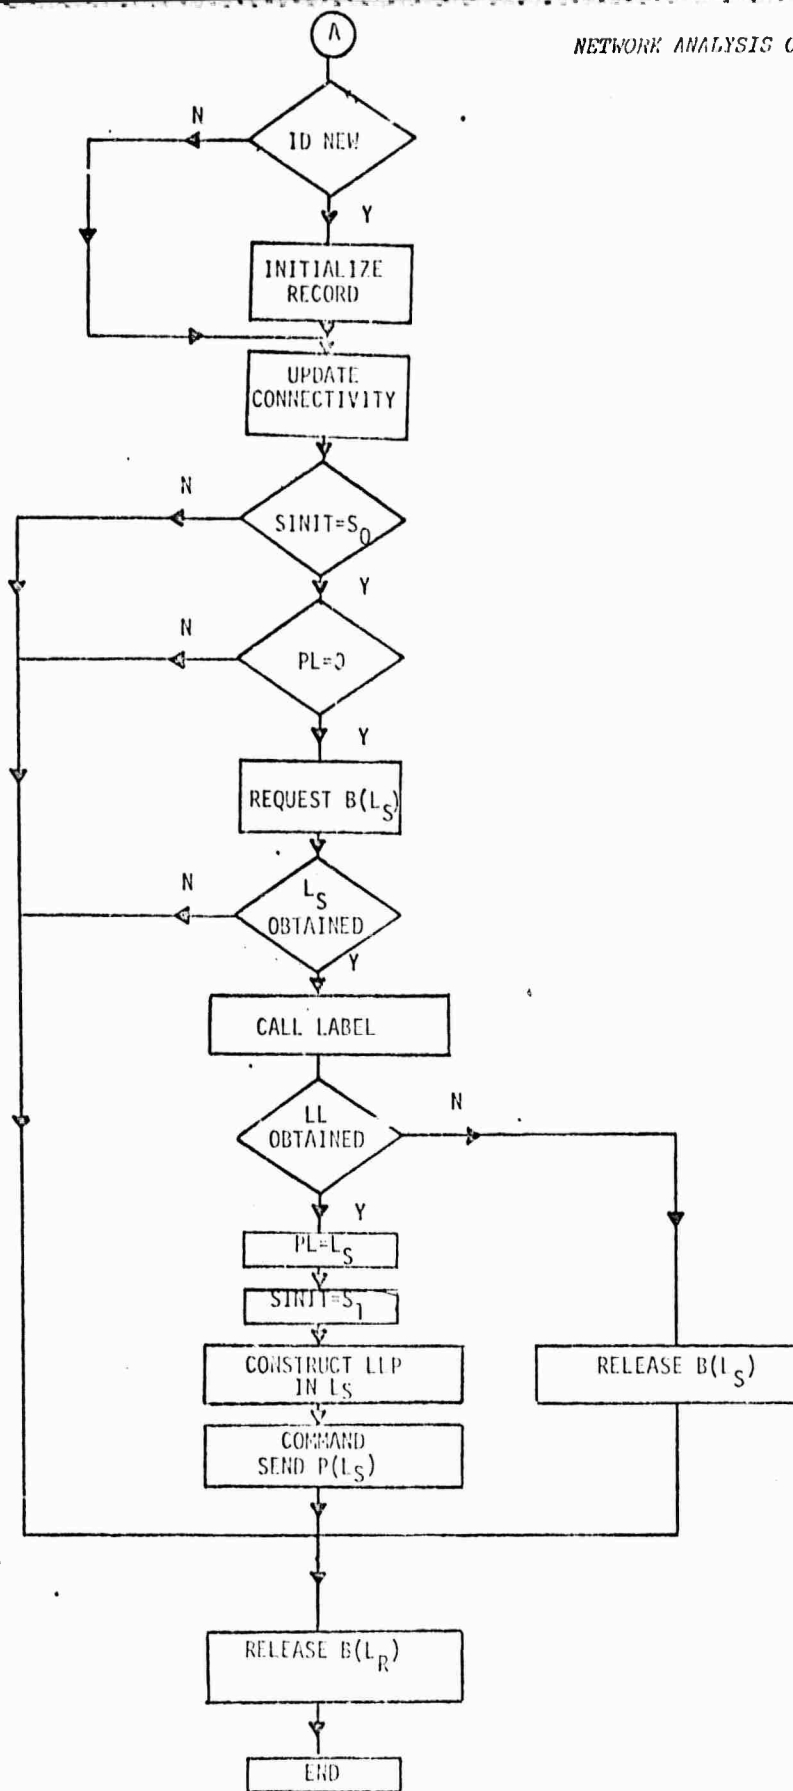 A
NETWORK ANALYSIS
N
ID NEW
Y
INITIALIZE
RECORD
UPDATE
CONNECTIVITY
N
SINIT=S0
Y
N
PL=0
Y
REQUEST B(LS)
N
LS
OBTAINED
Y
CALL LABEL
LL
OBTAINED
N
Y
PL=LS
SINIT=S1
CONSTRUCT LLP
IN LS
RELEASE B(LS)
COMMAND
SEND P(LS)
RELEASE B(LR)
END